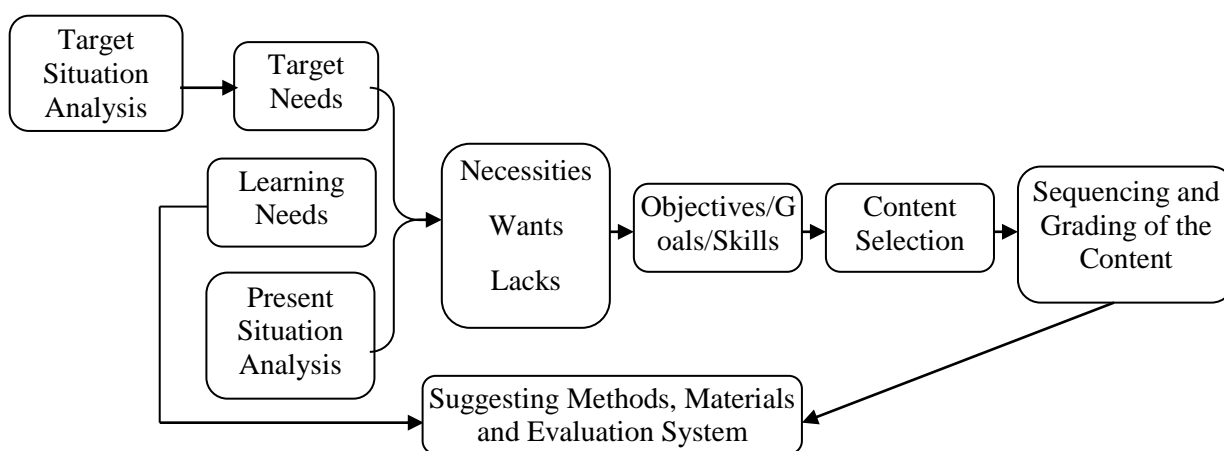 Target
Situation
Analysis
Target
Needs
Learning
Needs
Present
Situation
Analysis
Necessities
Wants
Lacks
Objectives/G
oals/Skills
Content
Selection
Sequencing and
Grading of the
Content
Suggesting Methods, Materials
and Evaluation System